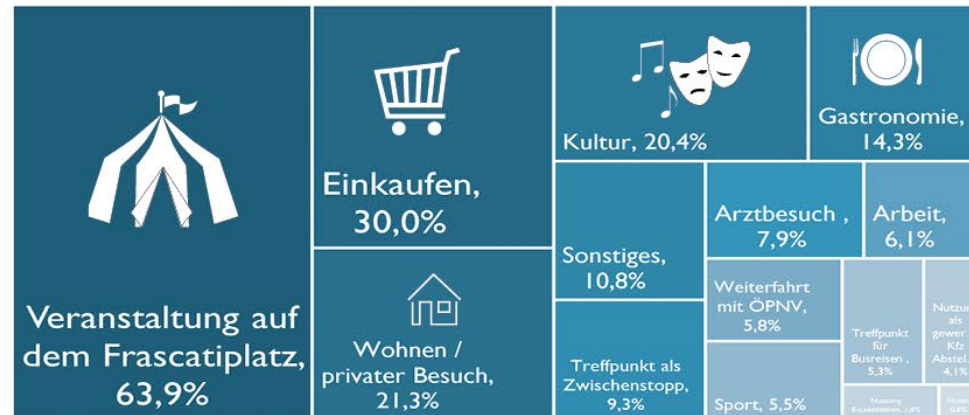 Veranstaltung auf
dem Frascatiplatz,
63,9%
Einkaufen,
30,0%
Wohnen /
privater Besuch,
21,3%
Kultur, 20,4%
Gastronomie,
14,3%
Sonstiges,
10,8%
Treffpunkt als
Zwischenstopp,
9,3%
Arztbesuch ,
7,9%
Arbeit,
6,1%
Weiterfahrt
mit ÖPNV,
5,8%
Sport, 5,5%
Treffpunkt
für
Busreisen ,
5,3%
als
Kfz
4,1%
Nutzung